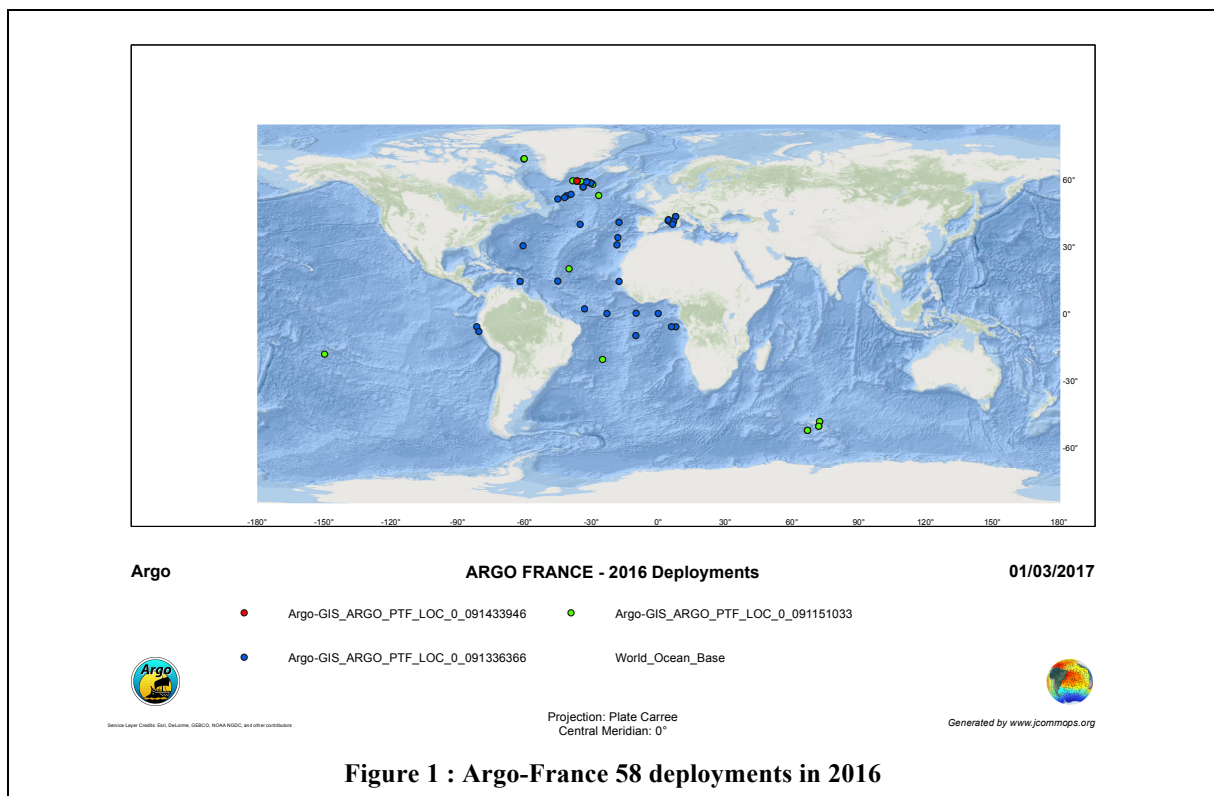 60°
30°
0°
-30°
-60°
-180° -150° -120° -90° -60° -30° 0° 30° 60° 90° 120° 150° 180°
Argo ARGO FRANCE - 2016 Deployments 01/03/2017
Argo-GIS_ARGO_PTF_LOC_0_091433946 Argo-GIS_ARGO_PTF_LOC_0_091151033
Argo-GIS_ARGO_PTF_LOC_0_091336366 World_Ocean_Base
Argo
Service Layer Credits: Esri, DeLorme, GEBCO, NOAA NGDC, and other contributors
Projection: Plate Carree
Central Meridian: 0°
Generated by www.jcommops.org
Figure 1 : Argo-France 58 deployments in 2016